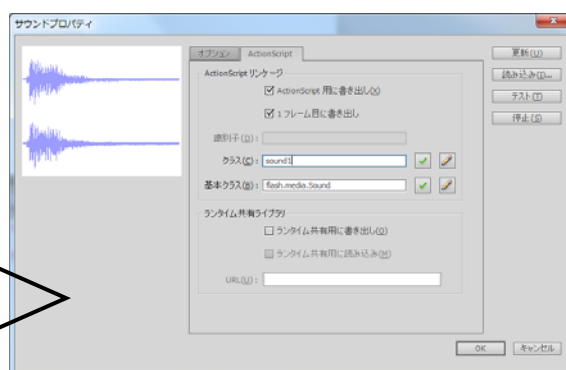 サウンドプロパティ
オプション ActionScript
ActionScript リンケージ
ActionScript 用に書き出し(X)
1 フレーム目に書き出し
識別子(D):
クラス(C): sound1
基本クラス(B): flash.media.Sound
ランタイム共有ライブラリ
ランタイム共有用に書き出し(O)
ランタイム共有用に読み込み(M)
URL(U):
更新(U)
読み込み(I)...
テスト(T)
停止(S)
OK キャンセル